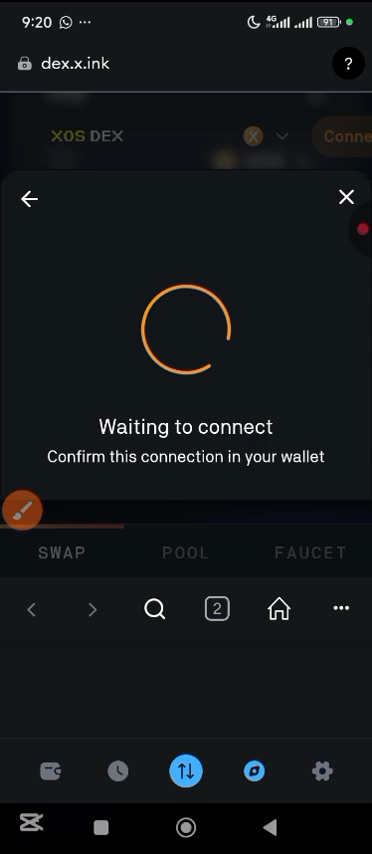 9:20
4G
91
dex.x.ink
?
XOS DEX
X
Conne
Waiting to connect
Confirm this connection in your wallet
SWAP
POOL
FAUCET
2